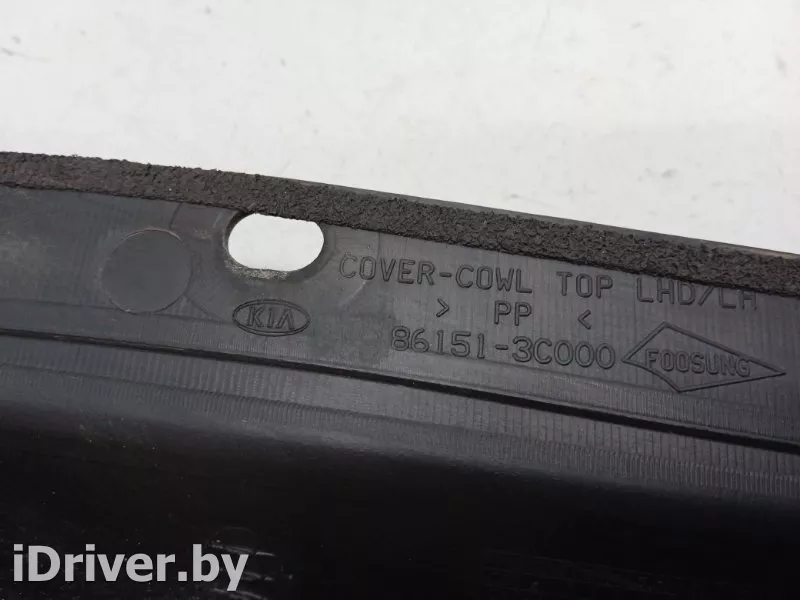 COVER-COWL TOP LHD/LH
> PP <
KIA
86151-3C000
FOOSUNG
iDriver.by